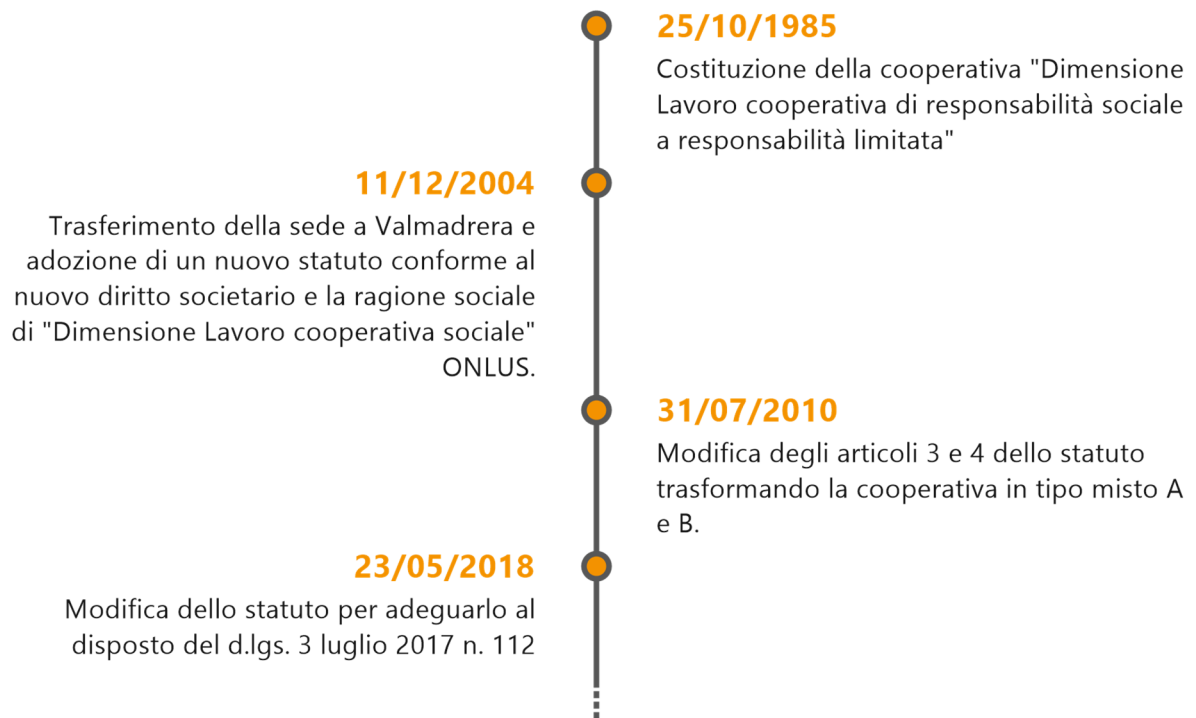 25/10/1985
Costituzione della cooperativa "Dimensione
Lavoro cooperativa di responsabilità sociale
a responsabilità limitata"
11/12/2004
Trasferimento della sede a Valmadrera e
adozione di un nuovo statuto conforme al
nuovo diritto societario e la ragione sociale
di "Dimensione Lavoro cooperativa sociale"
ONLUS.
31/07/2010
Modifica degli articoli 3 e 4 dello statuto
trasformando la cooperativa in tipo misto A
e B.
23/05/2018
Modifica dello statuto per adeguarlo al
disposto del d.lgs. 3 luglio 2017 n. 112